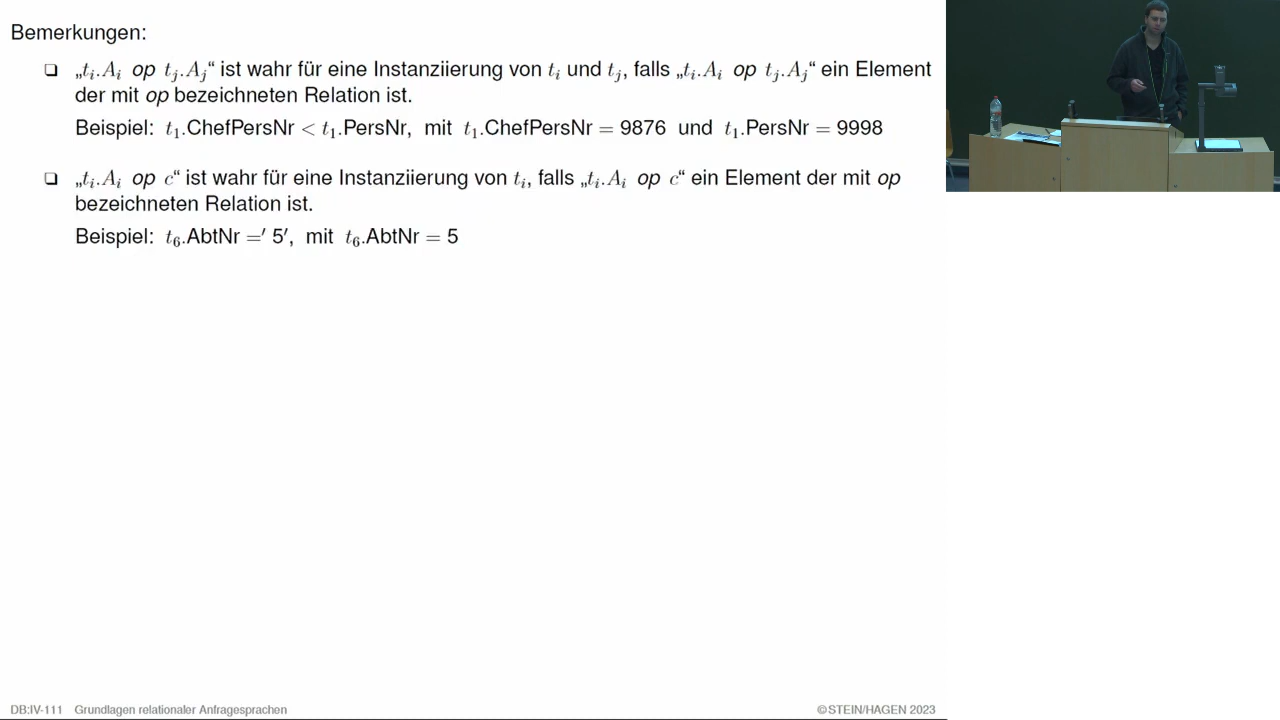 Bemerkungen:
❑ „tᵢ.Aᵢ op tⱼ.Aⱼ“ ist wahr für eine Instanziierung von tᵢ und tⱼ, falls „tᵢ.Aᵢ op tⱼ.Aⱼ“ ein Element
der mit op bezeichneten Relation ist.
Beispiel: t₁.ChefPersNr < t₁.PersNr, mit t₁.ChefPersNr = 9876 und t₁.PersNr = 9998
❑ „tᵢ.Aᵢ op c“ ist wahr für eine Instanziierung von tᵢ, falls „tᵢ.Aᵢ op c“ ein Element der mit op
bezeichneten Relation ist.
Beispiel: t₆.AbtNr =′ 5′, mit t₆.AbtNr = 5
DB:IV-111 Grundlagen relationaler Anfragesprachen
©STEIN/HAGEN 2023